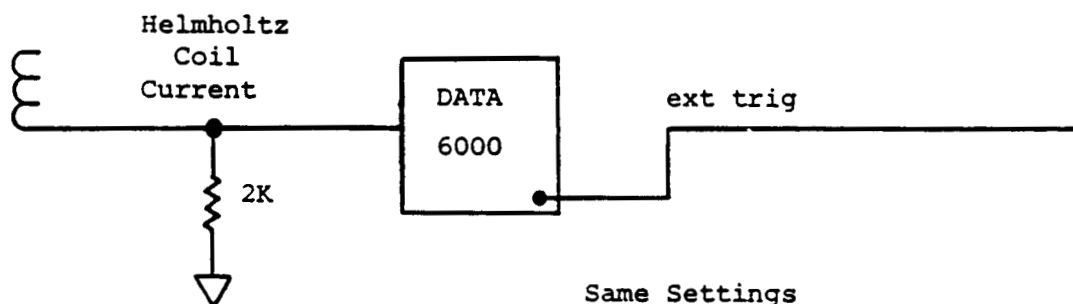 Helmholtz
Coil
Current
DATA
6000
ext trig
2K
Same Settings